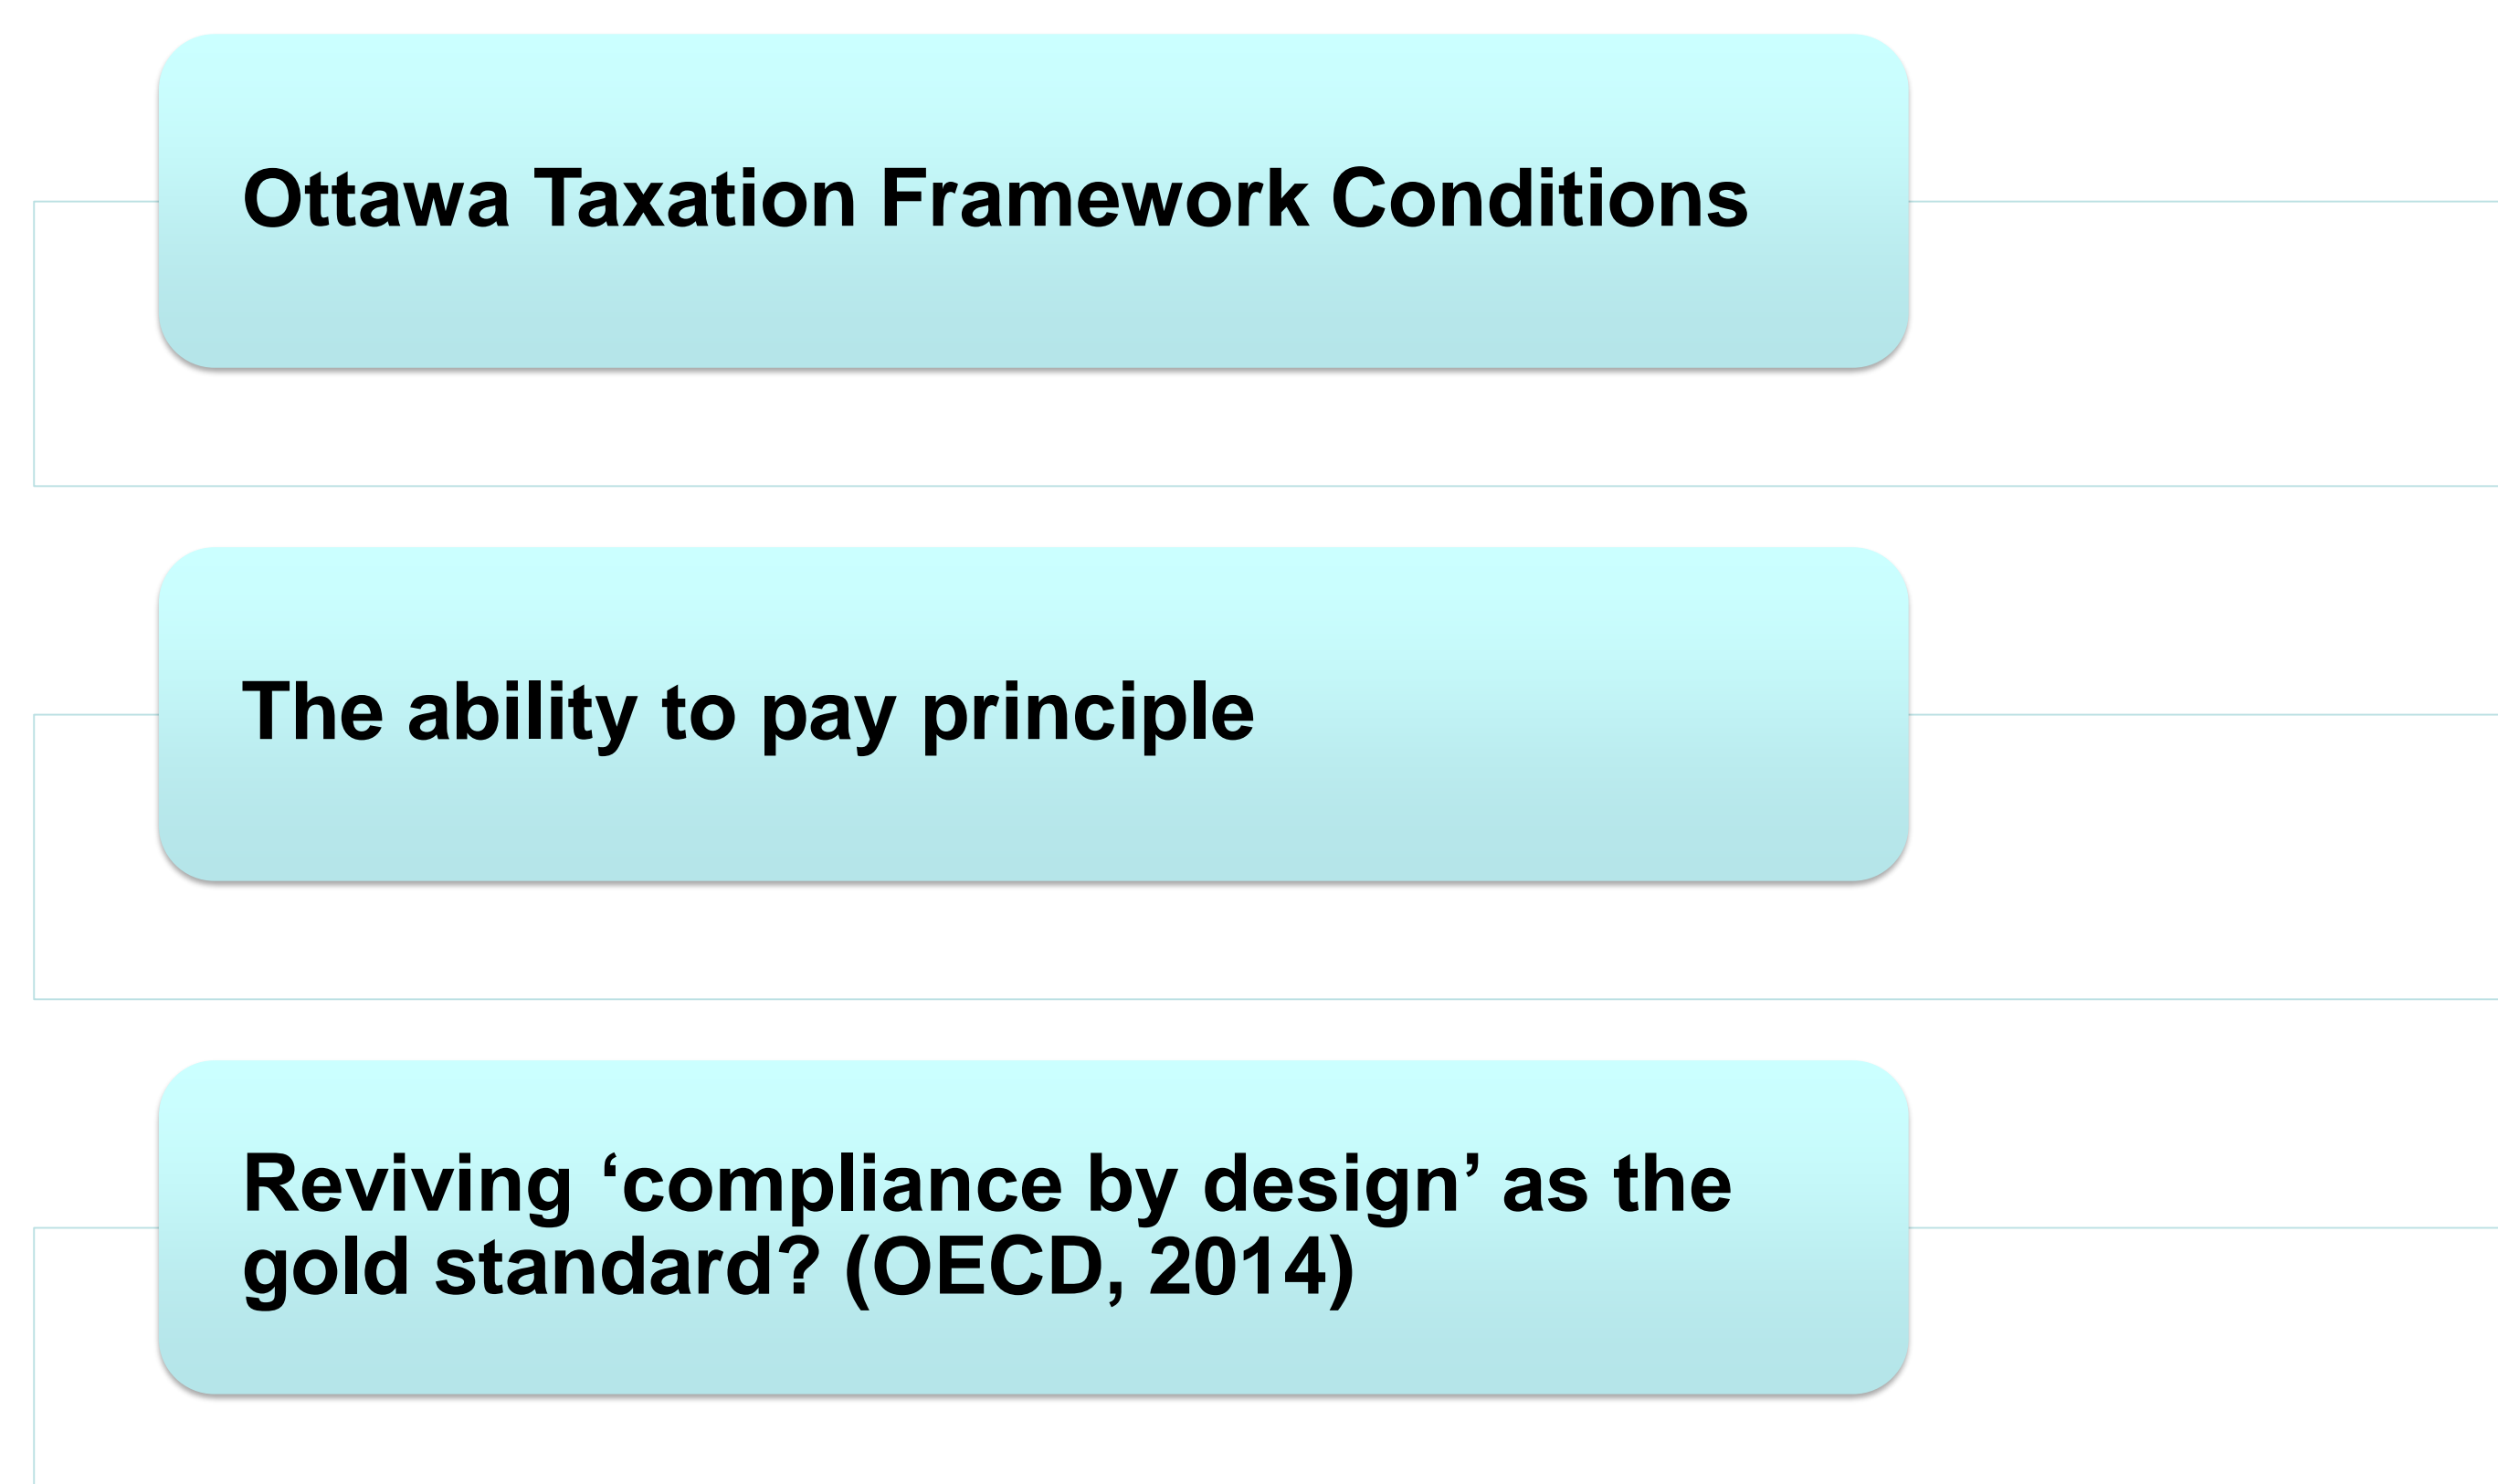 Ottawa Taxation Framework Conditions
The ability to pay principle
Reviving ‘compliance by design’ as the
gold standard? (OECD, 2014)